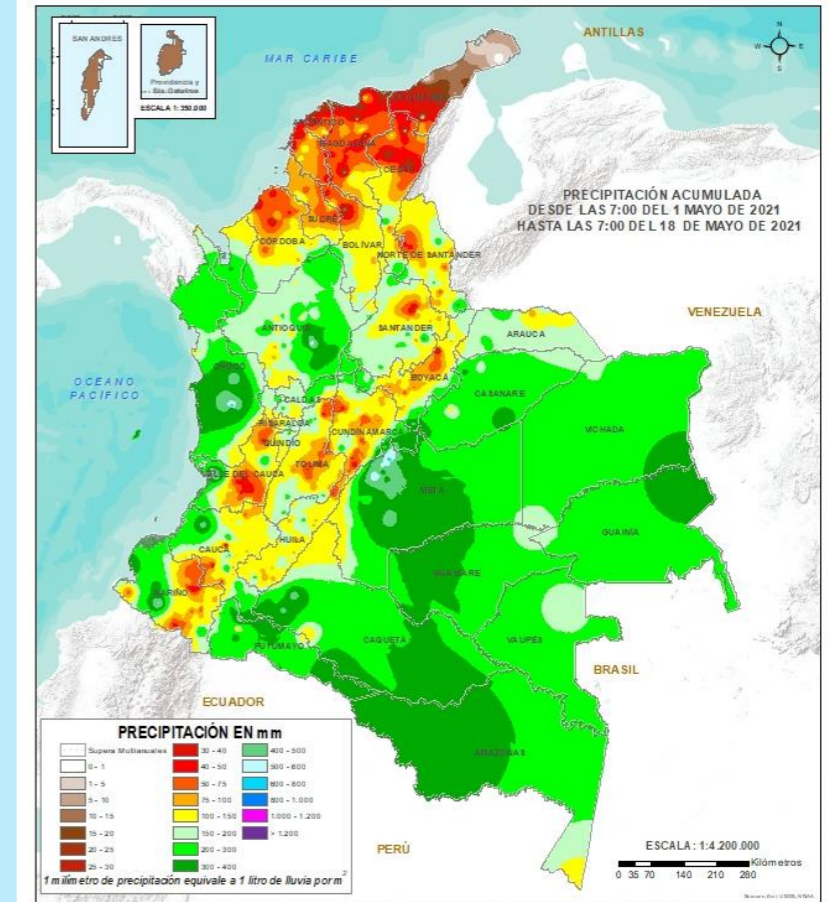 SAN ANDRES
Providencia y
Sta. Catalina
ESCALA 1: 350.000
MAR CARIBE
ANTILLAS
N
W
E
S
PRECIPITACIÓN ACUMULADA
DESDE LAS 7:00 DEL 1 MAYO DE 2021
HASTA LAS 7:00 DEL 18 DE MAYO DE 2021
MAGDALENA
CESAR
SUCRE
CÓRDOBA
BOLÍVAR
NORTE DE SANTANDER
VENEZUELA
ANTIOQUIA
SANTANDER
ARAUCA
OCEANO
PACÍFICO
CHOCÓ
BOYACÁ
CASANARE
CALDAS
VICHADA
RISARALDA
CUNDINAMARCA
QUINDÍO
TOLIMA
VALLE DEL CAUCA
META
GUAINÍA
HUILA
CAUCA
GUAVIARE
NARIÑO
PUTUMAYO
CAQUETÁ
VAUPÉS
BRASIL
ECUADOR
AMAZONAS
PERÚ
PRECIPITACIÓN EN mm
Supera Multianuales
30 - 40
400 - 500
0 - 1
40 - 50
500 - 600
1 - 5
50 - 75
600 - 800
5 - 10
75 - 100
800 - 1.000
10 - 15
100 - 150
1.000 - 1.200
15 - 20
150 - 200
> 1.200
20 - 25
200 - 300
25 - 30
300 - 400
1 milímetro de precipitación equivale a 1 litro de lluvia por m2
ESCALA: 1:4.200.000
Kilómetros
0 35 70 140 210 280